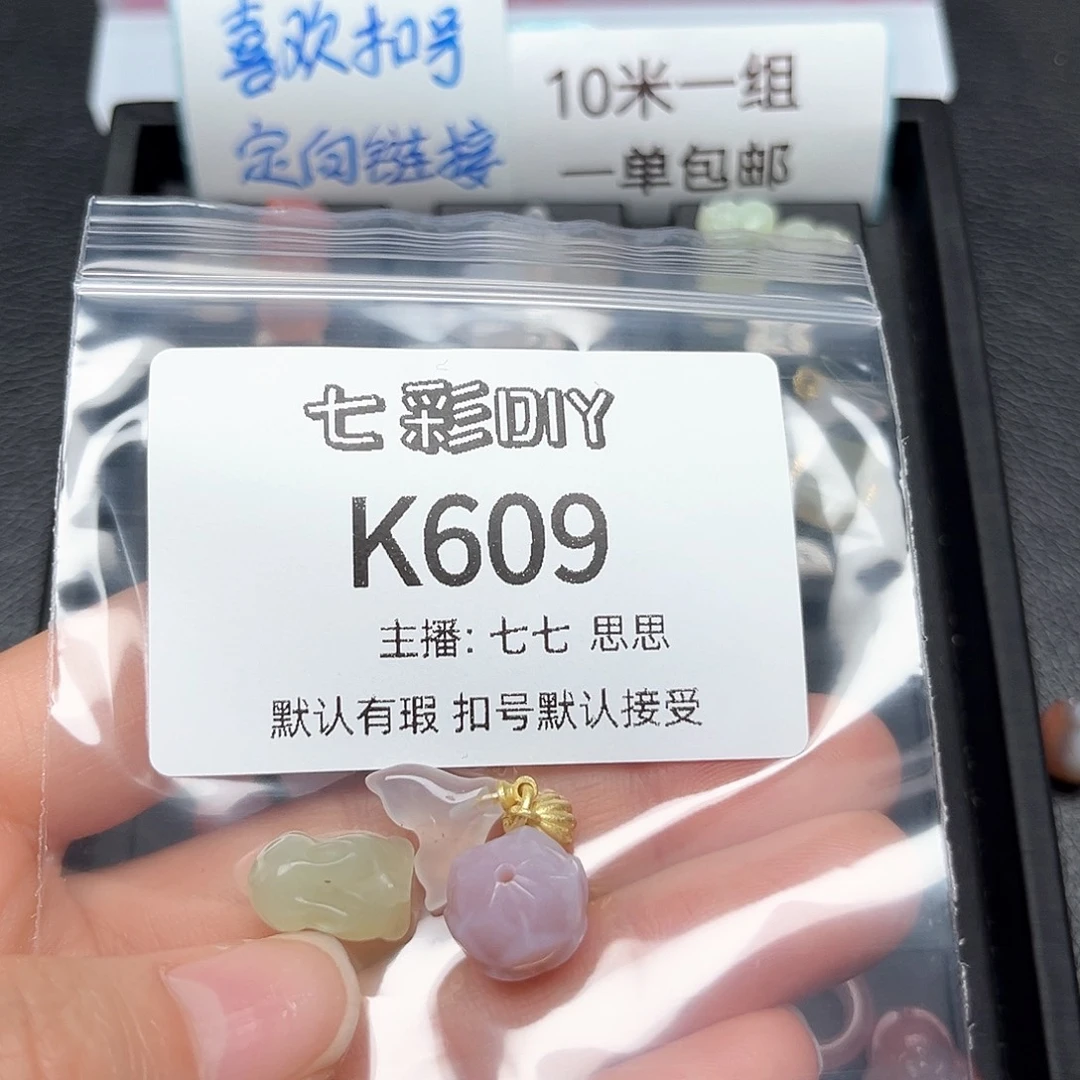 喜欢扣号
定向链接
10米一组
一单包邮
七彩DIY
K609
主播: 七七 思思
默认有瑕 扣号默认接受